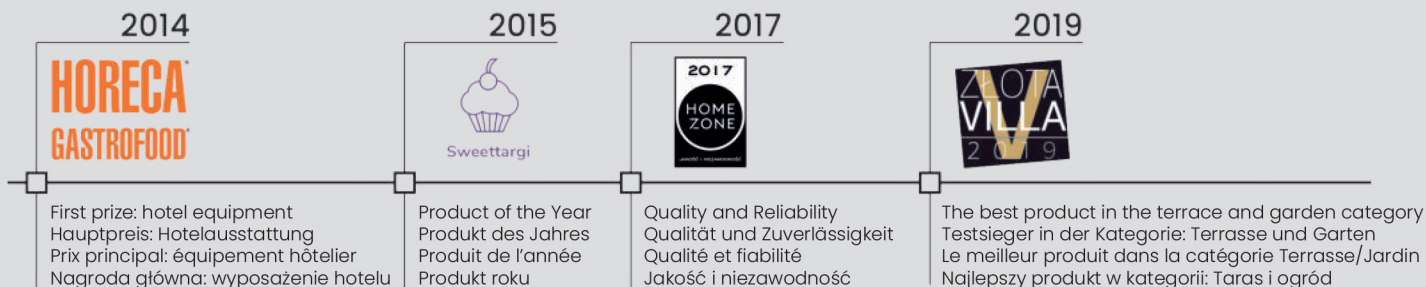 2014
HORECA
GASTROFOOD
First prize: hotel equipment
Hauptpreis: Hotelausstattung
Prix principal: équipement hôtelier
Nagroda główna: wyposażenie hotelu
2015
Sweettargi
Product of the Year
Produkt des Jahres
Produit de l'année
Produkt roku
2017
2017
HOME
ZONE
JAKOŚĆ I NIEZAWODNOŚĆ
Quality and Reliability
Qualität und Zuverlässigkeit
Qualité et fiabilité
Jakość i niezawodność
2019
ZŁOTA
VILLA
2019
The best product in the terrace and garden category
Testsieger in der Kategorie: Terrasse und Garten
Le meilleur produit dans la catégorie Terrasse/Jardin
Najlepszy produkt w kategorii: Taras i ogród